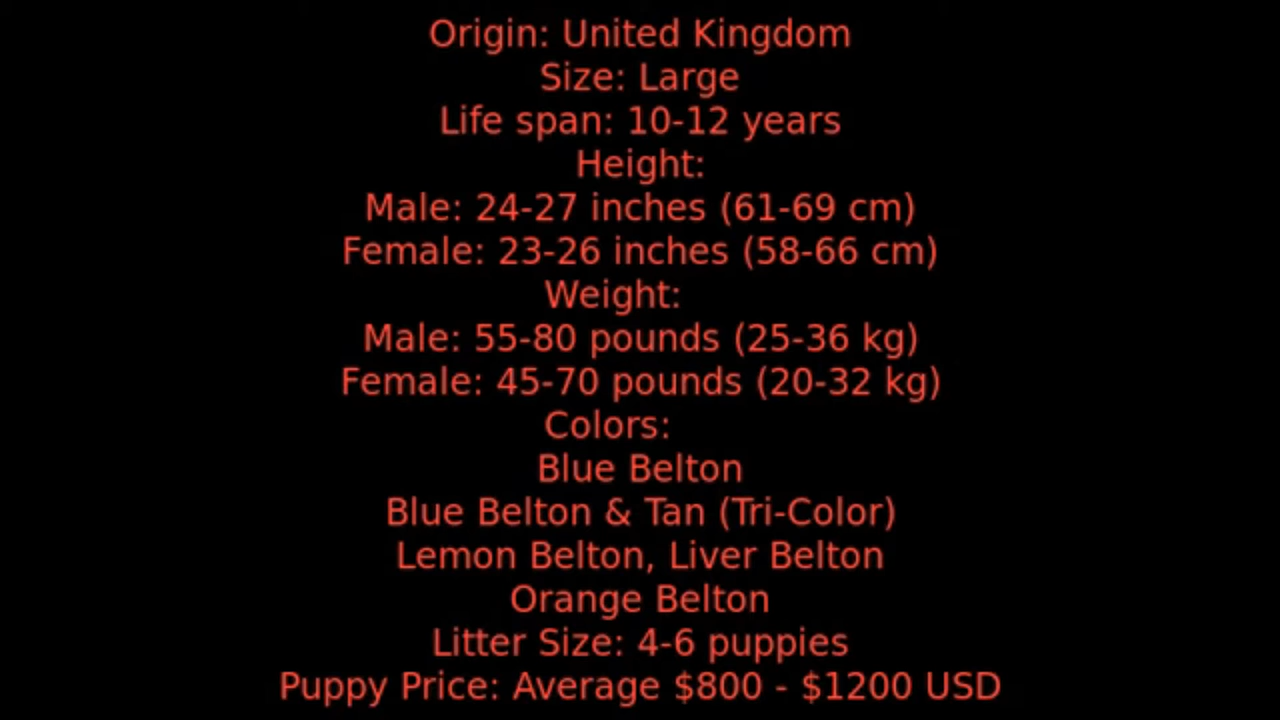 Origin: United Kingdom
Size: Large
Life span: 10-12 years
Height:
Male: 24-27 inches (61-69 cm)
Female: 23-26 inches (58-66 cm)
Weight:
Male: 55-80 pounds (25-36 kg)
Female: 45-70 pounds (20-32 kg)
Colors:
Blue Belton
Blue Belton & Tan (Tri-Color)
Lemon Belton, Liver Belton
Orange Belton
Litter Size: 4-6 puppies
Puppy Price: Average $800 - $1200 USD